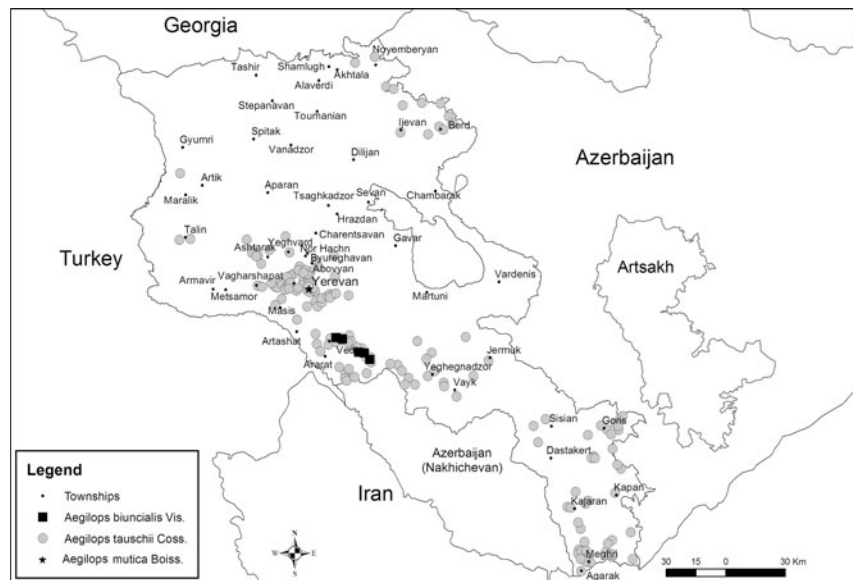 Georgia
Noyemberyan
Shamlugh
Akhtala
Tashir
Alaverdi
Stepanavan
Toumanian
Ijevan
Berd
Spitak
Gyumri
Vanadzor
Dilijan
Azerbaijan
Artik
Maralik
Aparan
Tsaghkadzor
Sevan
Chambarak
Hrazdan
Talin
Charentsavan
Gavar
Turkey
Yeghvard
Nor Hachn
Ashtarak
Byureghavan
Abovyan
Artsakh
Vardenis
Armavir
Vagharshapat
Yerevan
Metsamor
Martuni
Masis
Artashat
Jermuk
Ararat
Yeghegnadzor
Vayk
Sisian
Goris
Azerbaijan
(Nakhichevan)
Dastakert
Iran
Kapan
Kajaran
Meghri
Agarak
Legend
Townships
Aegilops biuncialis Vis.
Aegilops tauschii Coss.
Aegilops mutica Boiss.
N
W
E
S
30 15 0 30 Km